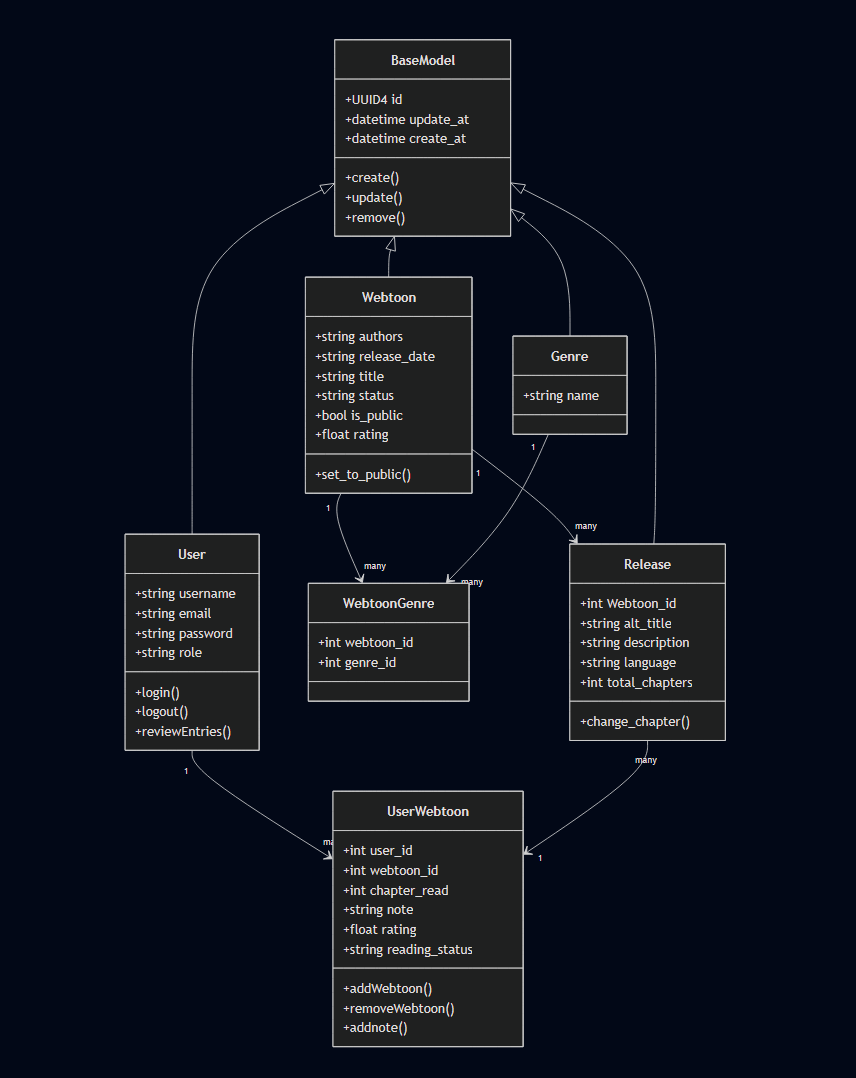 BaseModel
+UUID4 id
+datetime update_at
+datetime create_at
+create()
+update()
+remove()
Webtoon
+string authors
+string release_date
+string title
+string status
+bool is_public
+float rating
+set_to_public()
Genre
+string name
1
1
1
many
many
many
User
+string username
+string email
+string password
+string role
+login()
+logout()
+reviewEntries()
WebtoonGenre
+int webtoon_id
+int genre_id
Release
+int Webtoon_id
+string alt_title
+string description
+string language
+int total_chapters
+change_chapter()
1
many
ma
1
UserWebtoon
+int user_id
+int webtoon_id
+int chapter_read
+string note
+float rating
+string reading_status
+addWebtoon()
+removeWebtoon()
+addnote()